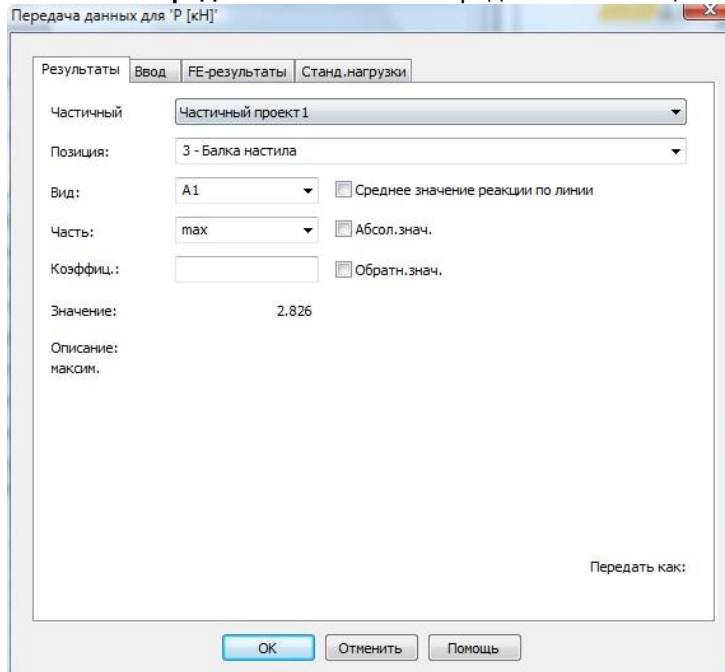 Передача данных для 'P [кН]'
Результаты Ввод FE-результаты Станд.нагрузки
Частичный Частичный проект 1
Позиция: 3 - Балка настила
Вид: A1 Среднее значение реакции по линии
Часть: max Абсол.знач.
Коэффиц.: Обратн.знач.
Значение: 2.826
Описание:
максим.
Передать как:
OK Отменить Помощь